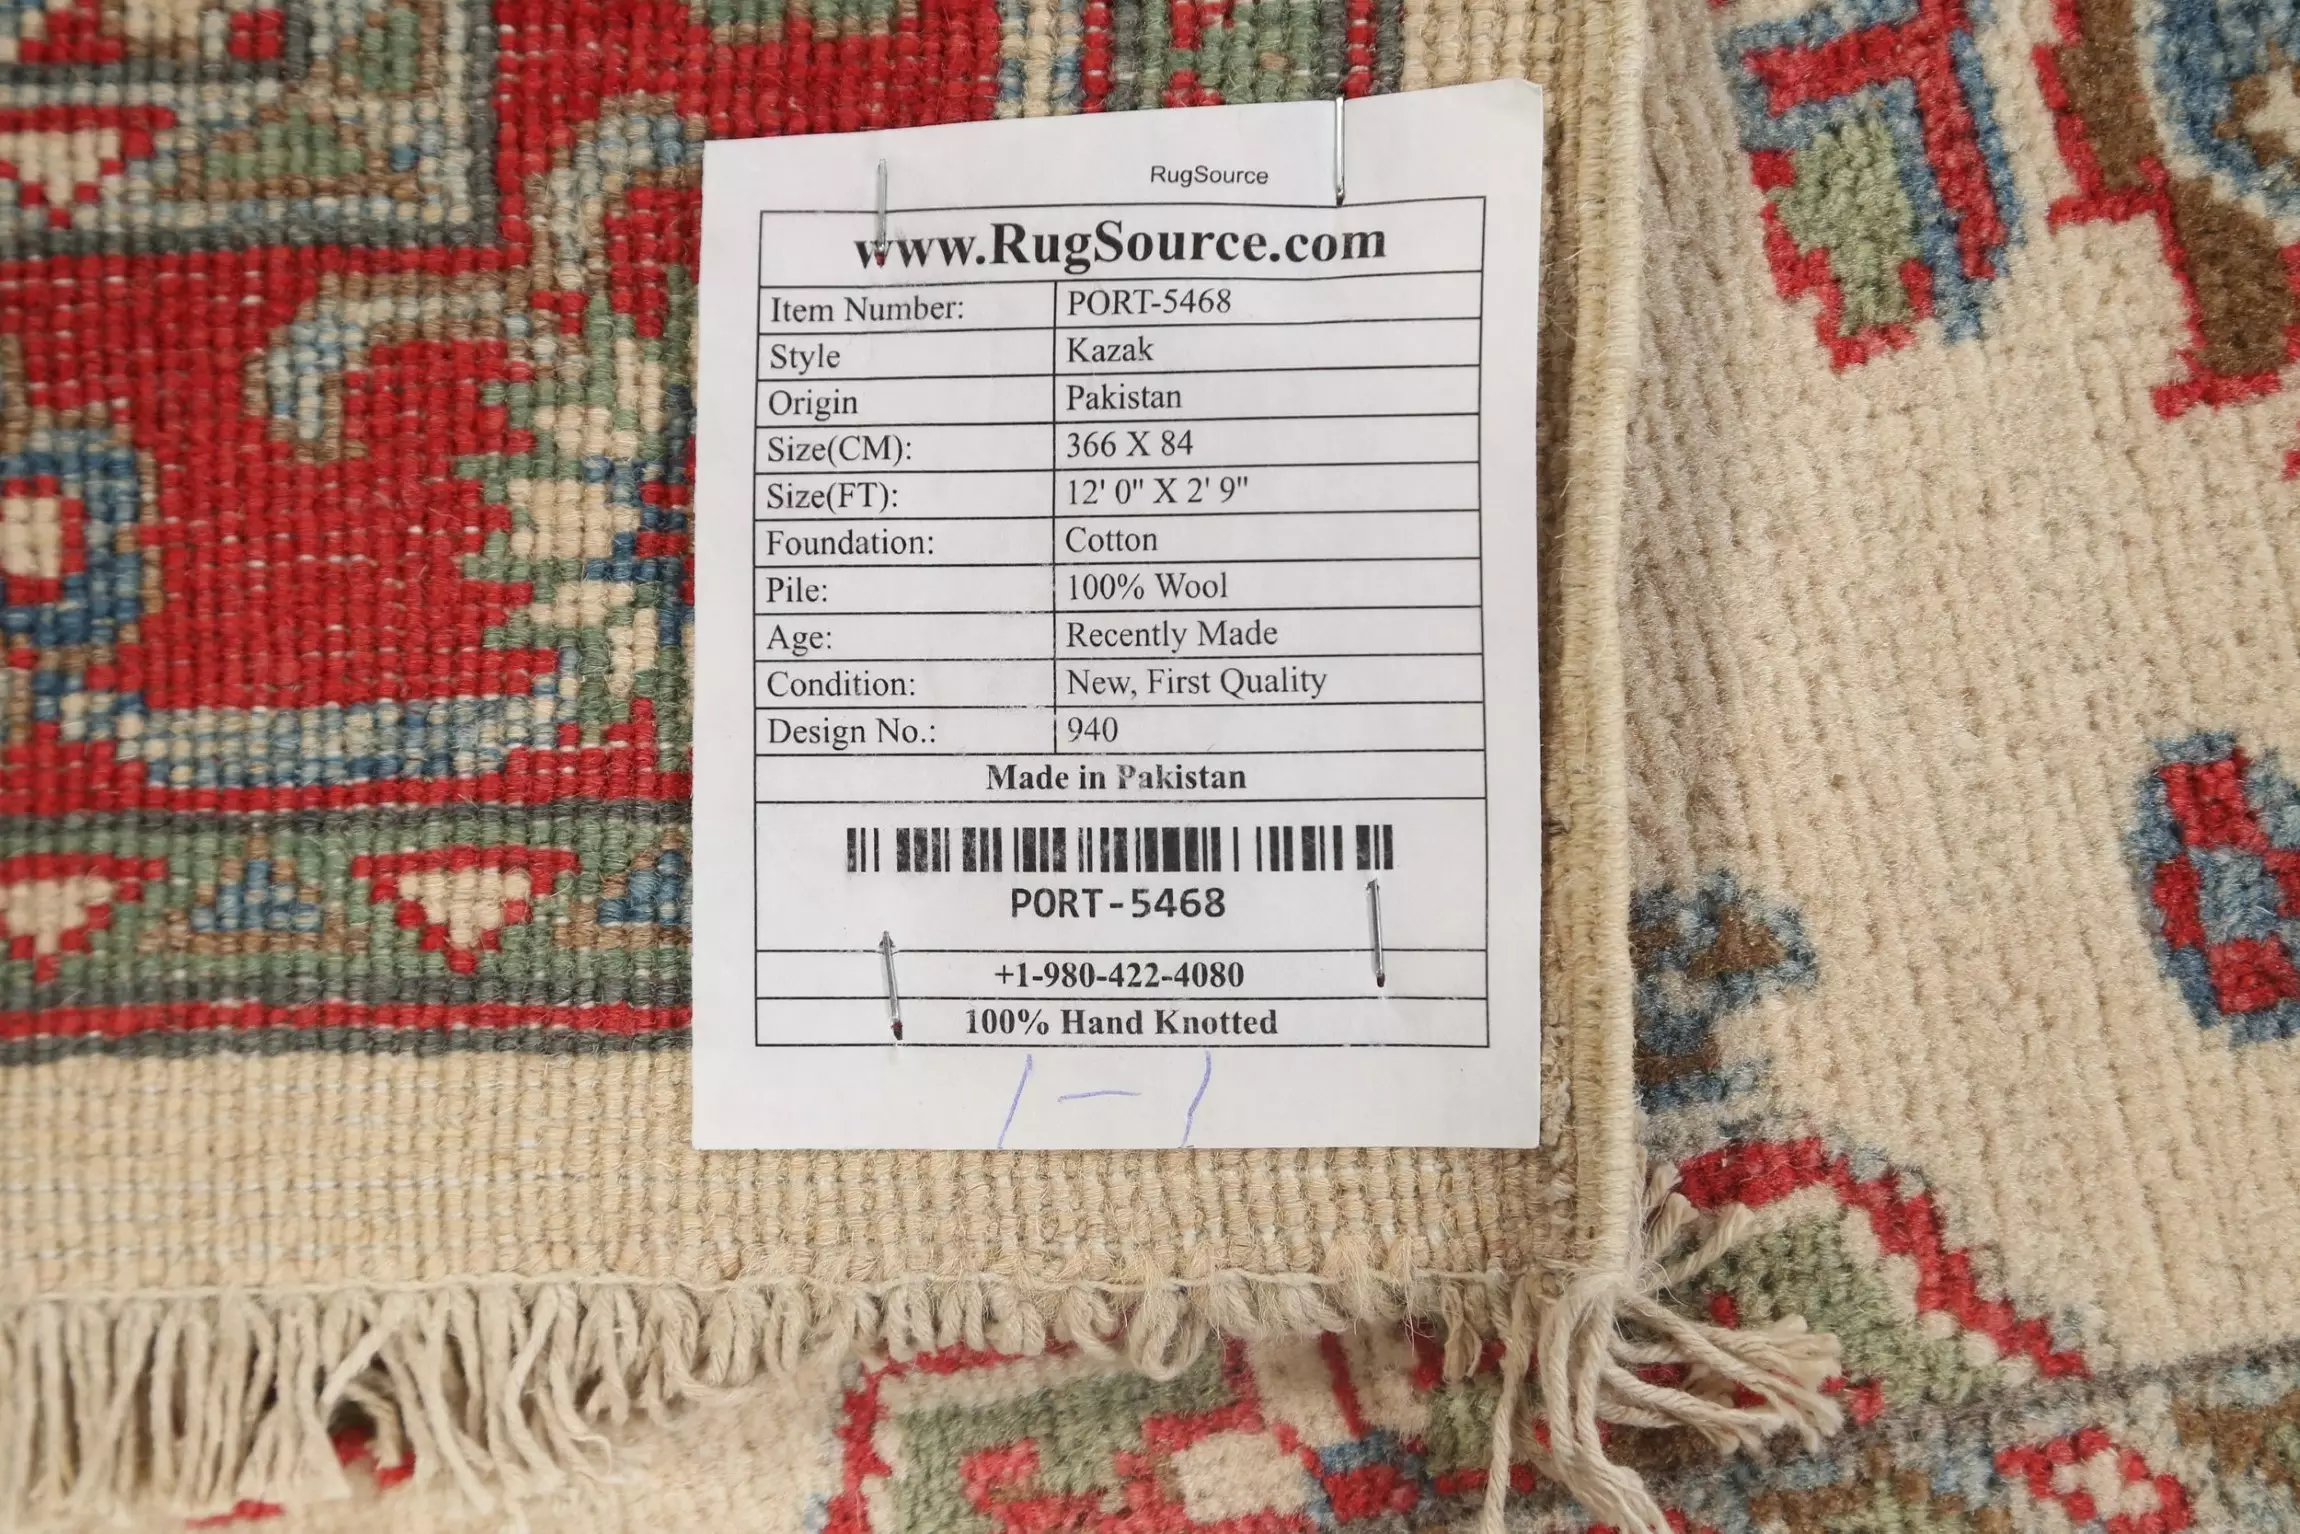 RugSource
www.RugSource.com
Item Number: PORT-5468
Style Kazak
Origin Pakistan
Size(CM): 366 X 84
Size(FT): 12' 0" X 2' 9"
Foundation: Cotton
Pile: 100% Wool
Age: Recently Made
Condition: New, First Quality
Design No.: 940
Made in Pakistan
PORT-5468
+1-980-422-4080
100% Hand Knotted
1-1